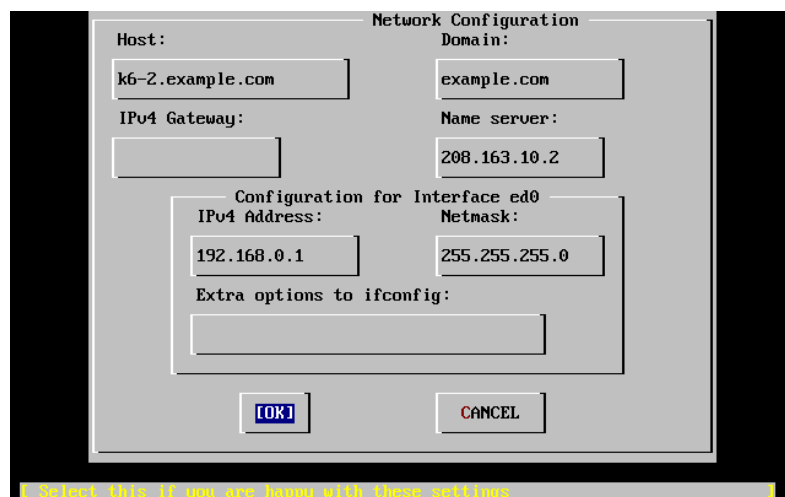 Network Configuration
Host: Domain:
k6-2.example.com example.com
IPv4 Gateway: Name server:
208.163.10.2
Configuration for Interface ed0
IPv4 Address: Netmask:
192.168.0.1 255.255.255.0
Extra options to ifconfig:
[OK] CANCEL
[ Select this if you are happy with these settings ]